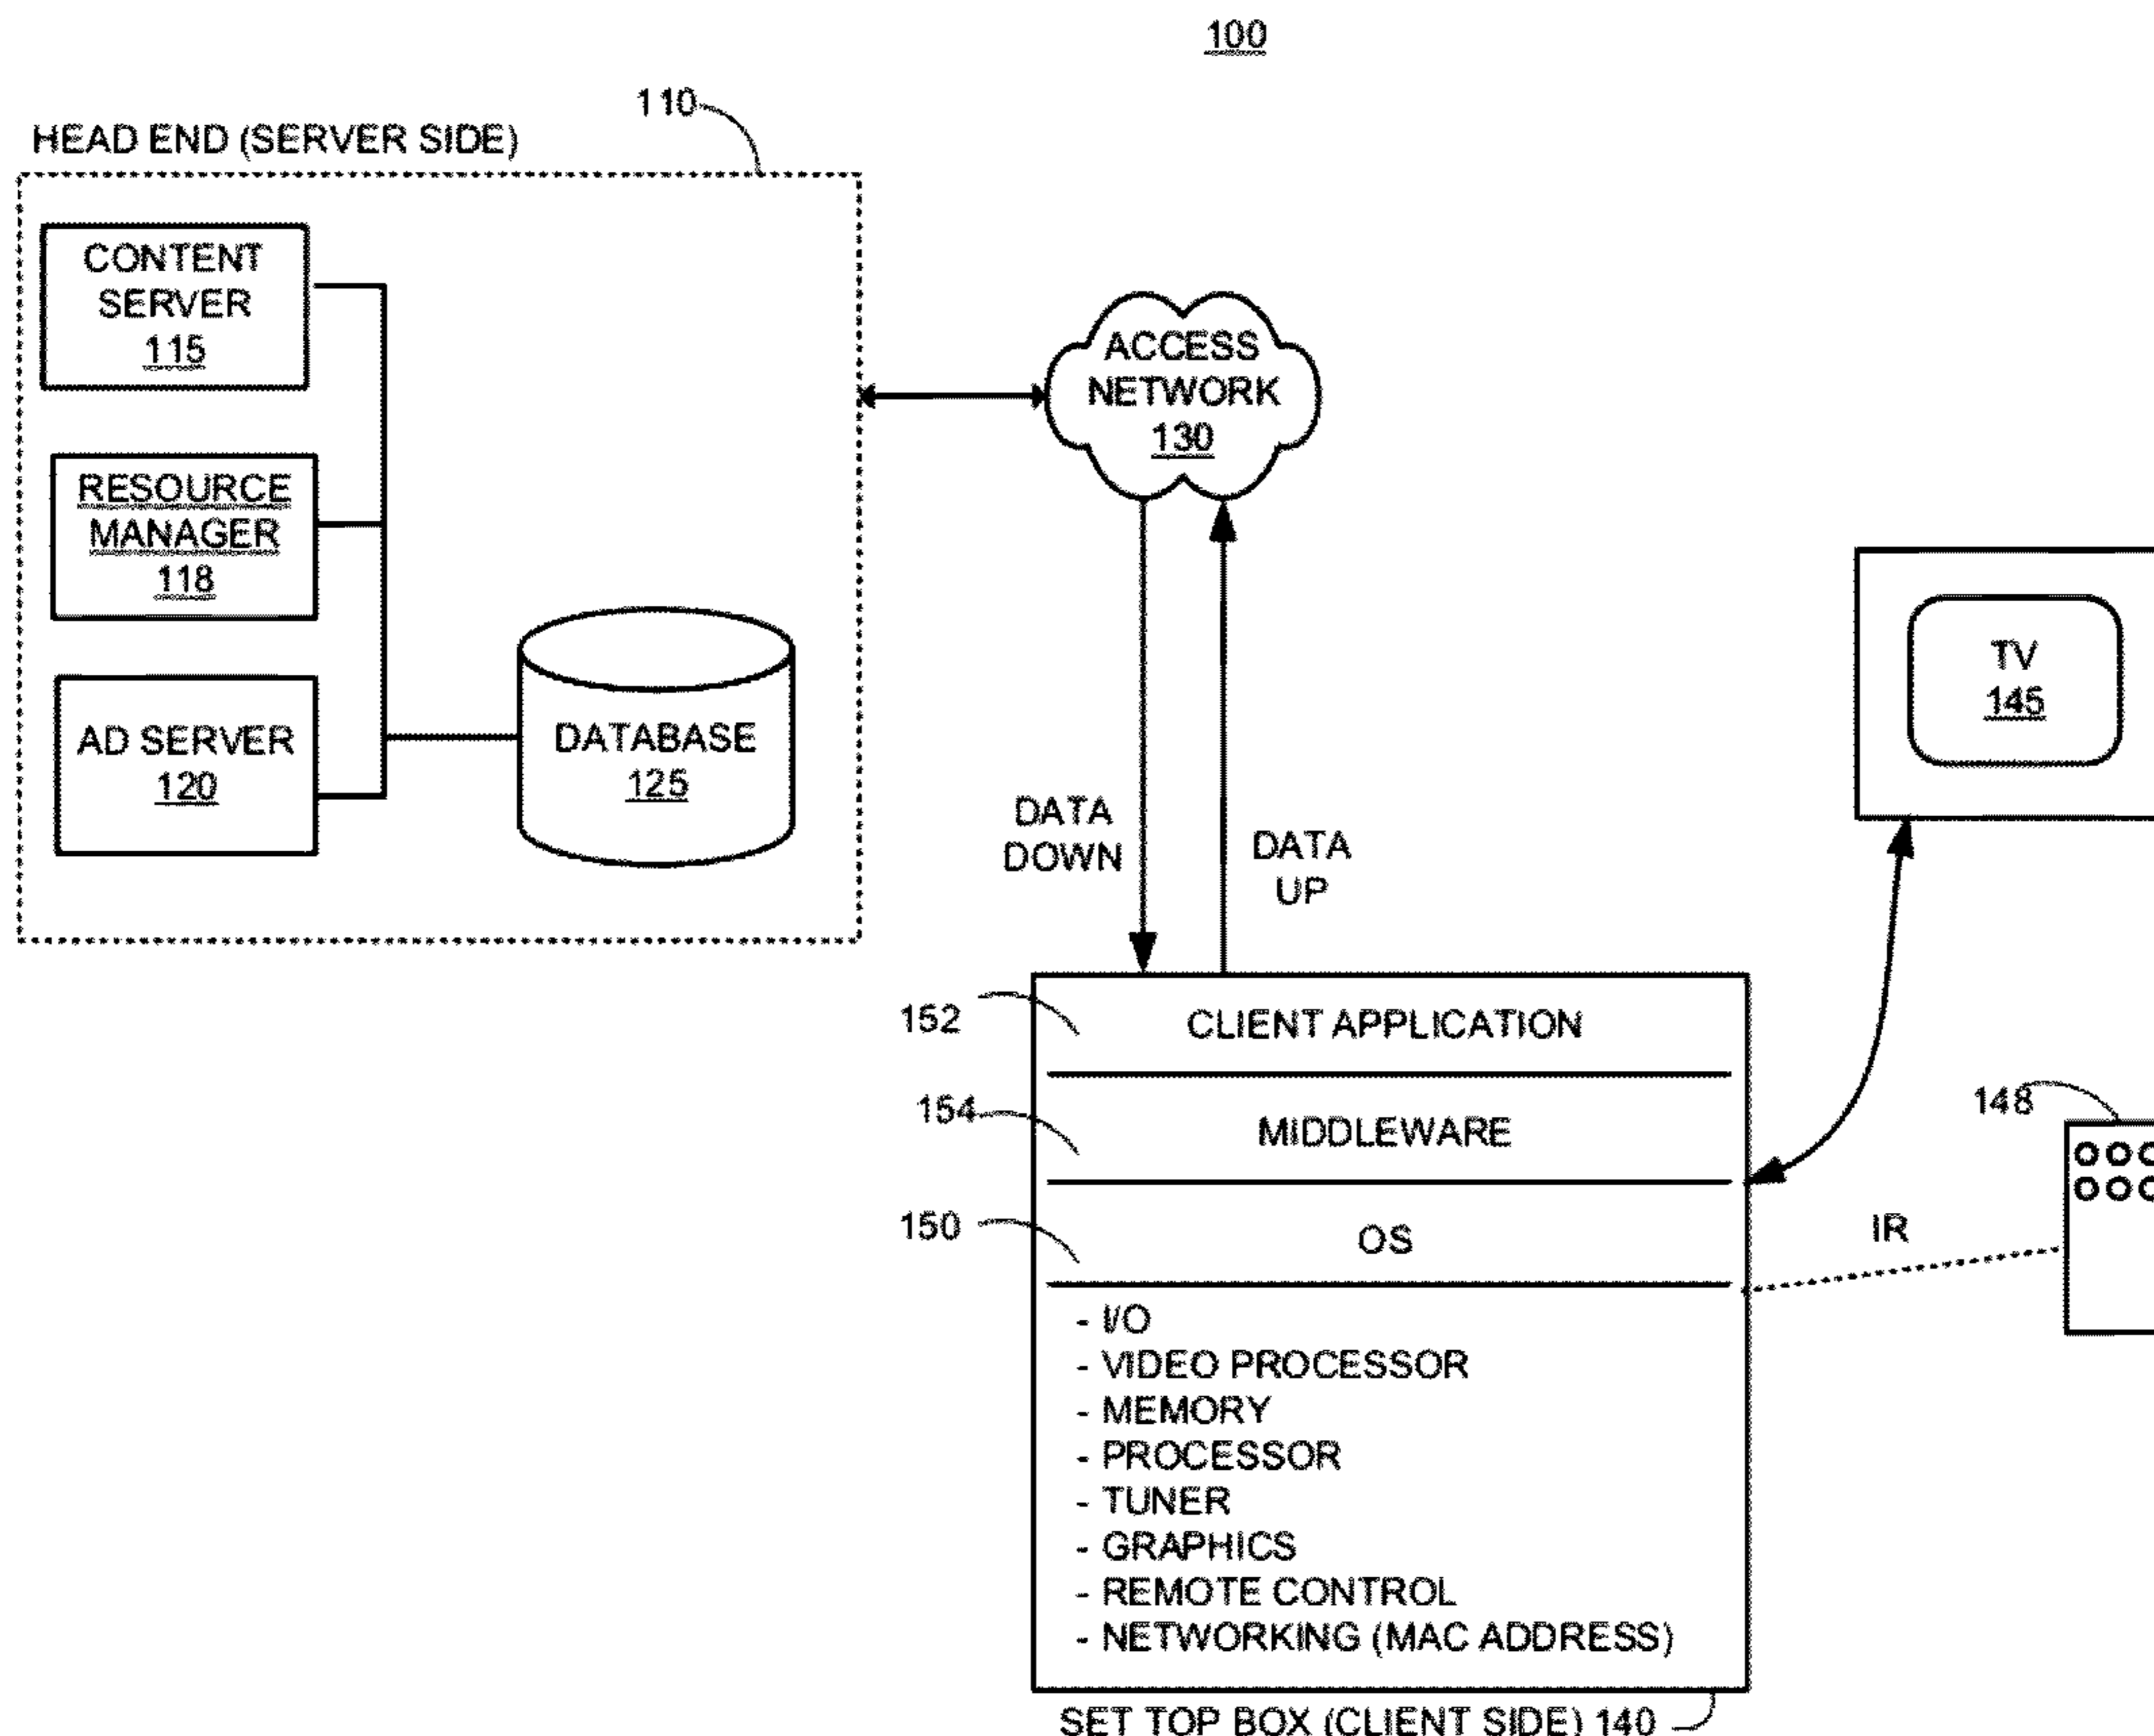 100
110
HEAD END (SERVER SIDE)
CONTENT
SERVER
115
RESOURCE
MANAGER
118
AD SERVER
120
DATABASE
125
ACCESS
NETWORK
130
DATA
DOWN
DATA
UP
TV
145
152
CLIENT APPLICATION
154
MIDDLEWARE
150
OS
148
IR
- I/O
- VIDEO PROCESSOR
- MEMORY
- PROCESSOR
- TUNER
- GRAPHICS
- REMOTE CONTROL
- NETWORKING (MAC ADDRESS)
SET TOP BOX (CLIENT SIDE) 140